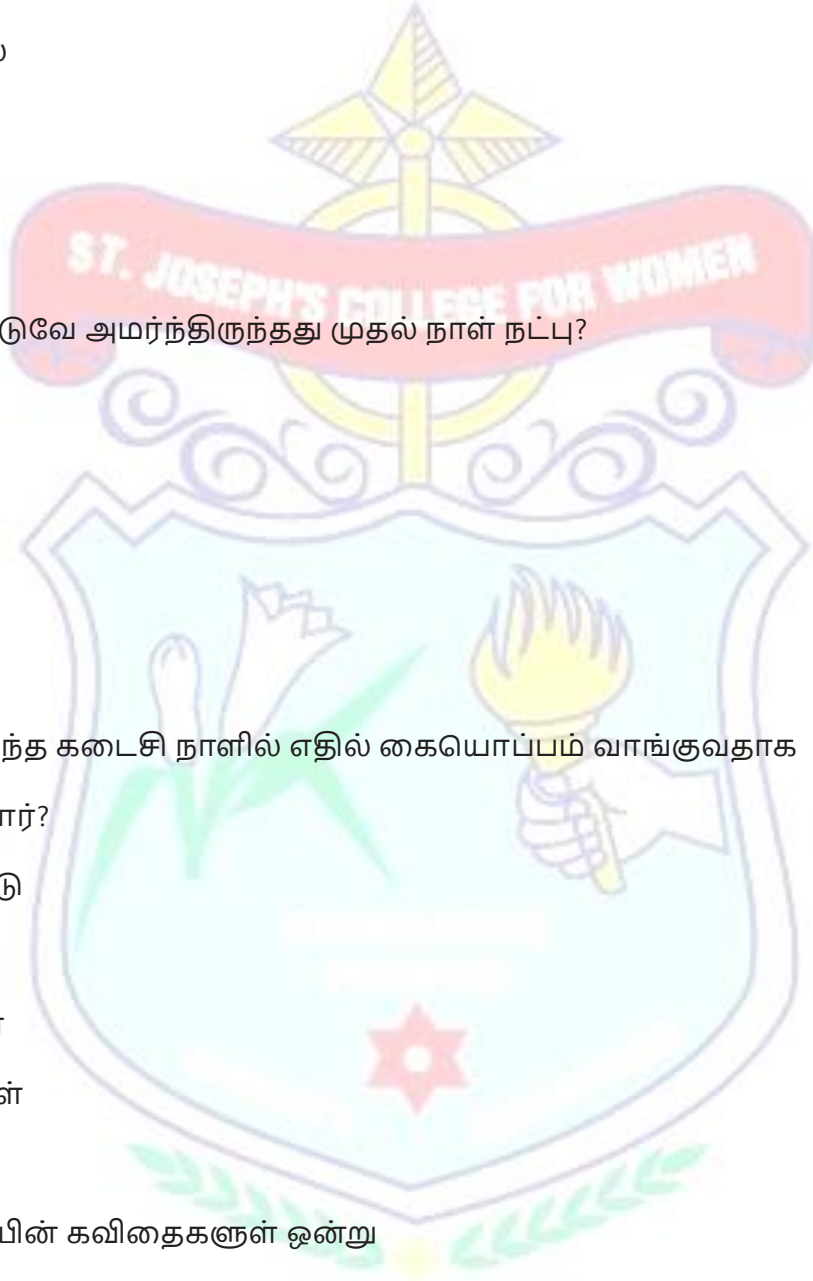 ST. JOSEPH'S COLLEGE FOR WOMEN
டுவே அமர்ந்திருந்தது முதல் நாள் நட்பு?
ந்த கடைசி நாளில் எதில் கையொப்பம் வாங்குவதாக
ார்?
டு
ள்
யின் கவிதைகளுள் ஒன்று